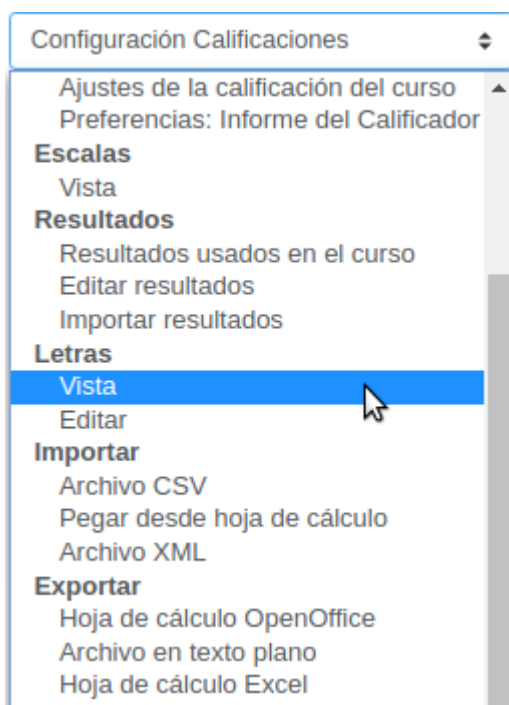 Configuración Calificaciones
Ajustes de la calificación del curso
Preferencias: Informe del Calificador
Escalas
Vista
Resultados
Resultados usados en el curso
Editar resultados
Importar resultados
Letras
Vista
Editar
Importar
Archivo CSV
Pegar desde hoja de cálculo
Archivo XML
Exportar
Hoja de cálculo OpenOffice
Archivo en texto plano
Hoja de cálculo Excel